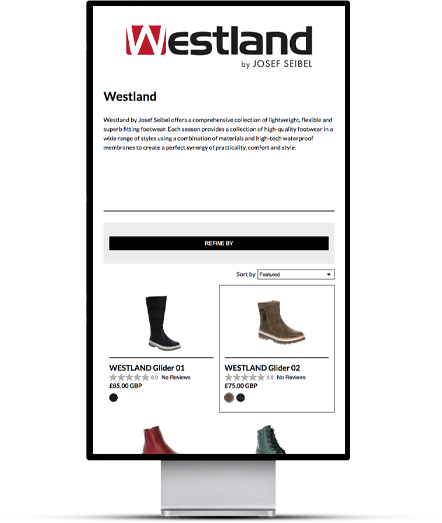 Westland
by JOSEF SEIBEL
Westland
Westland by Josef Seibel offers a comprehensive collection of lightweight, flexible and
superb fitting footwear. Each season provides a collection of high-quality footwear in a
wide range of styles using a combination of materials and high-tech waterproof
membranes to create a perfect synergy of practicality, comfort and style.
REFINE BY
Sort by Featured
WESTLAND Glider 01
0.0 No Reviews
£85.00 GBP
WESTLAND Glider 02
0.0 No Reviews
£75.00 GBP